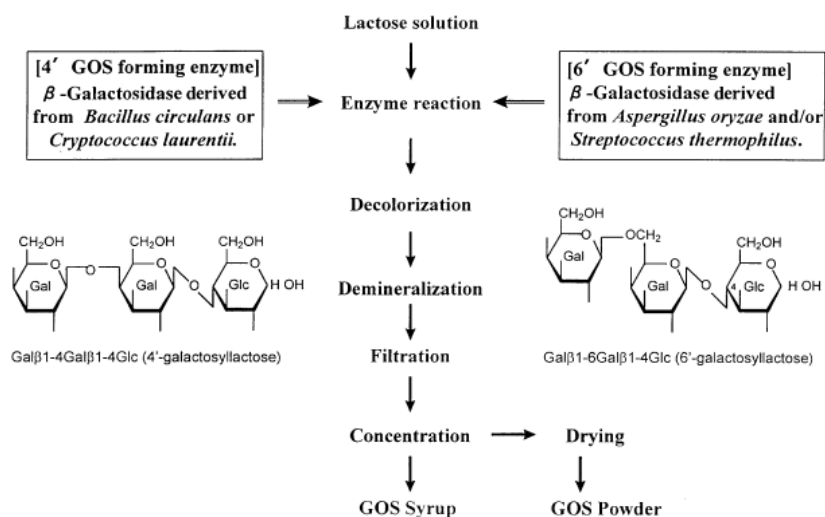 Lactose solution
[4′ GOS forming enzyme]
β-Galactosidase derived
from Bacillus circulans or
Cryptococcus laurentii.
Enzyme reaction
[6′ GOS forming enzyme]
β-Galactosidase derived
from Aspergillus oryzae and/or
Streptococcus thermophilus.
Decolorization
CH₂OH CH₂OH CH₂OH
O O O O O H OH
Gal Gal Glc
Galβ1-4Galβ1-4Glc (4'-galactosyllactose)
Demineralization
CH₂OH
O OCH₂
Gal
CH₂OH
O O O H OH
Gal 4 Glc
Galβ1-6Galβ1-4Glc (6'-galactosyllactose)
Filtration
Concentration
Drying
GOS Syrup
GOS Powder